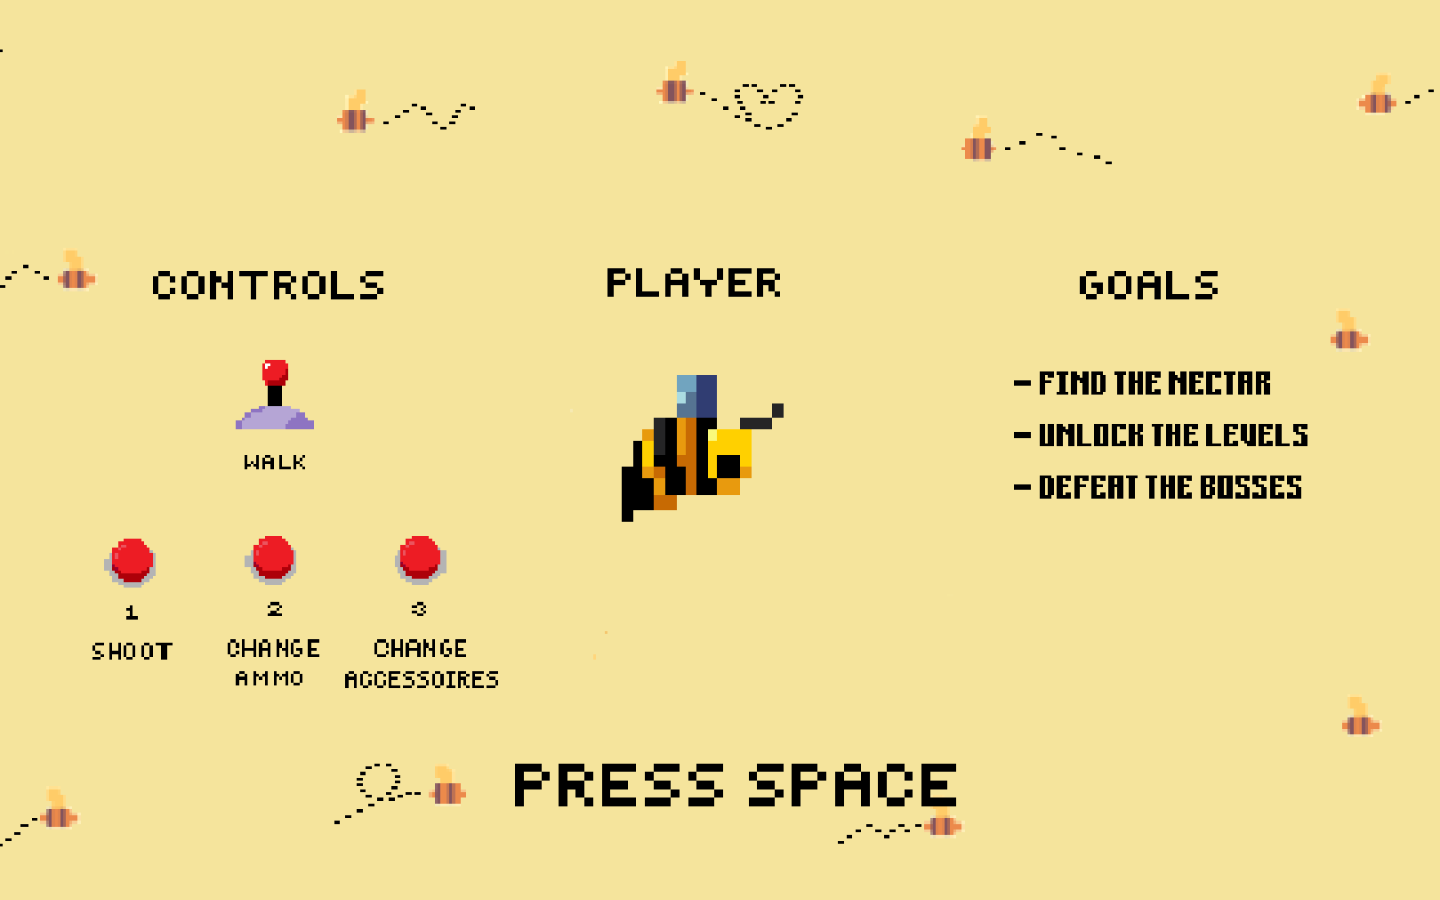 CONTROLS
WALK
1
SHOOT
2
CHANGE
AMMO
3
CHANGE
ACCESSOIRES
PLAYER
GOALS
- FIND THE NECTAR
- UNLOCK THE LEVELS
- DEFEAT THE BOSSES
PRESS SPACE